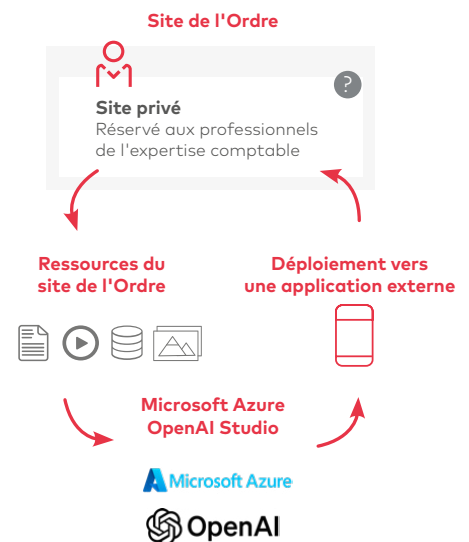 Site de l'Ordre
?
Site privé
Réservé aux professionnels
de l'expertise comptable
Ressources du
site de l'Ordre
Déploiement vers
une application externe
Microsoft Azure
OpenAI Studio
Microsoft Azure
OpenAI